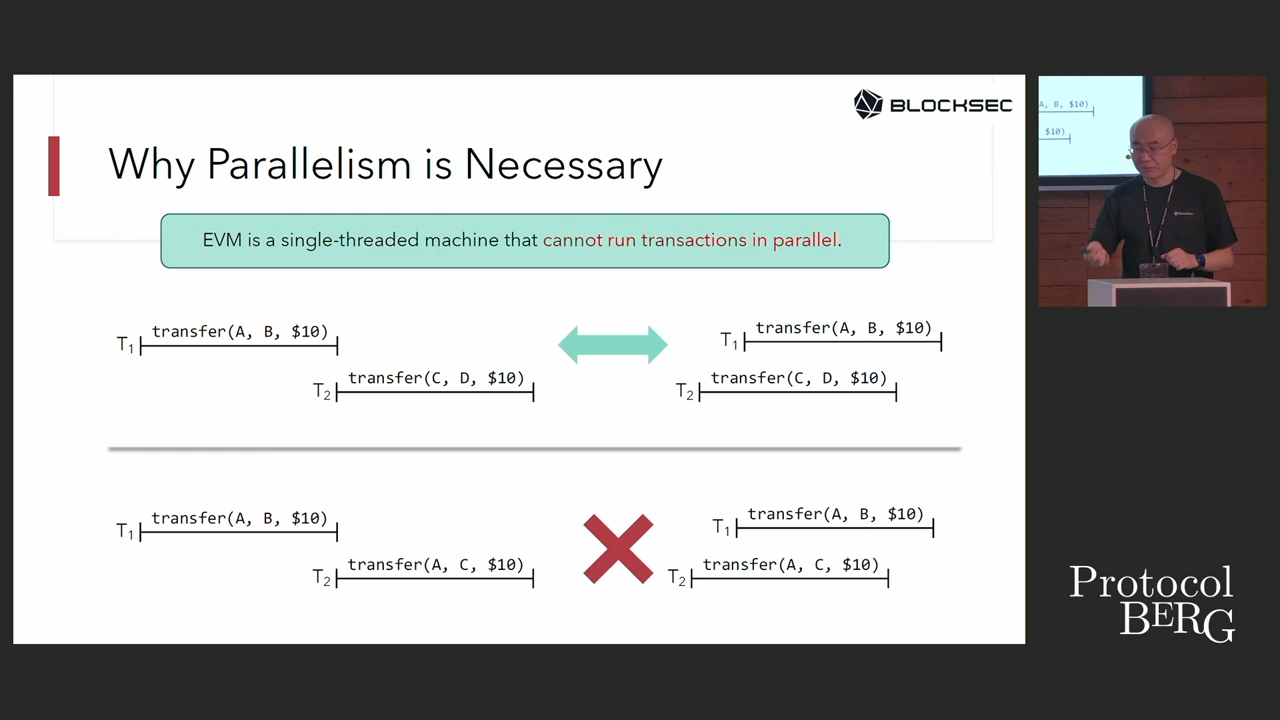 BLOCKSEC
Why Parallelism is Necessary
EVM is a single-threaded machine that cannot run transactions in parallel.
T1 transfer(A, B, $10)
T2 transfer(C, D, $10)
T1 transfer(A, B, $10)
T2 transfer(C, D, $10)
T1 transfer(A, B, $10)
T2 transfer(A, C, $10)
T1 transfer(A, B, $10)
T2 transfer(A, C, $10)
A, B, $10)
$10)
Protocol
BERG